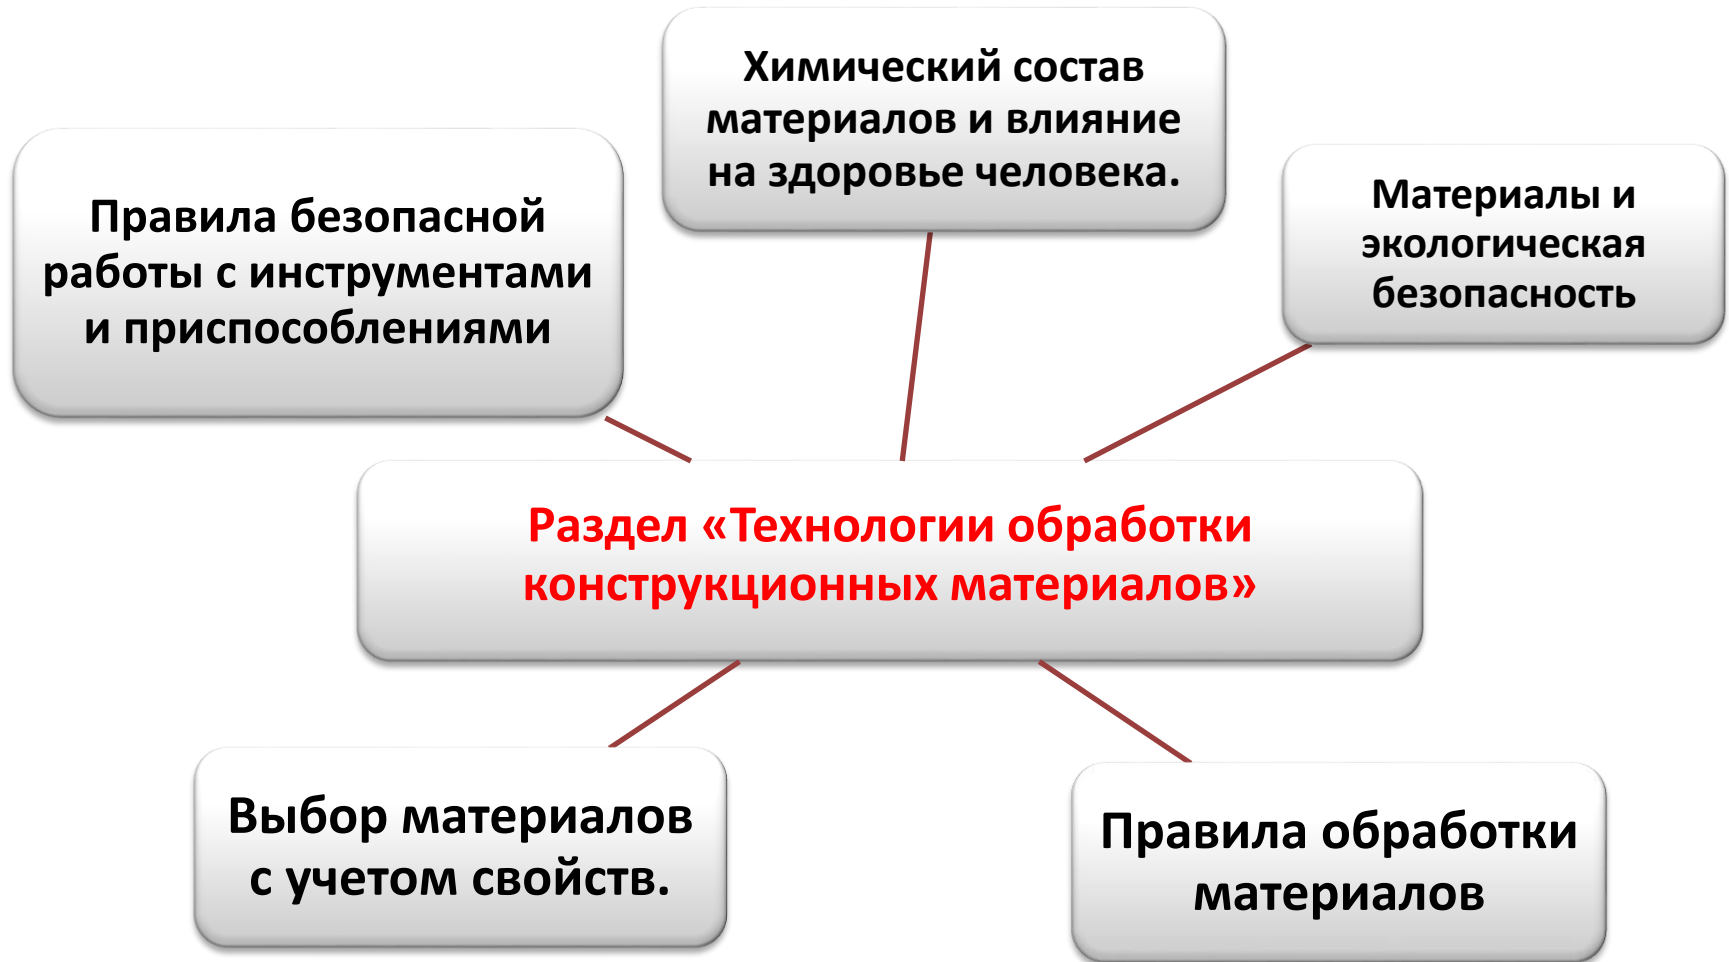 Химический состав
материалов и влияние
на здоровье человека.
Правила безопасной
работы с инструментами
и приспособлениями
Материалы и
экологическая
безопасность
Раздел «Технологии обработки
конструкционных материалов»
Выбор материалов
с учетом свойств.
Правила обработки
материалов